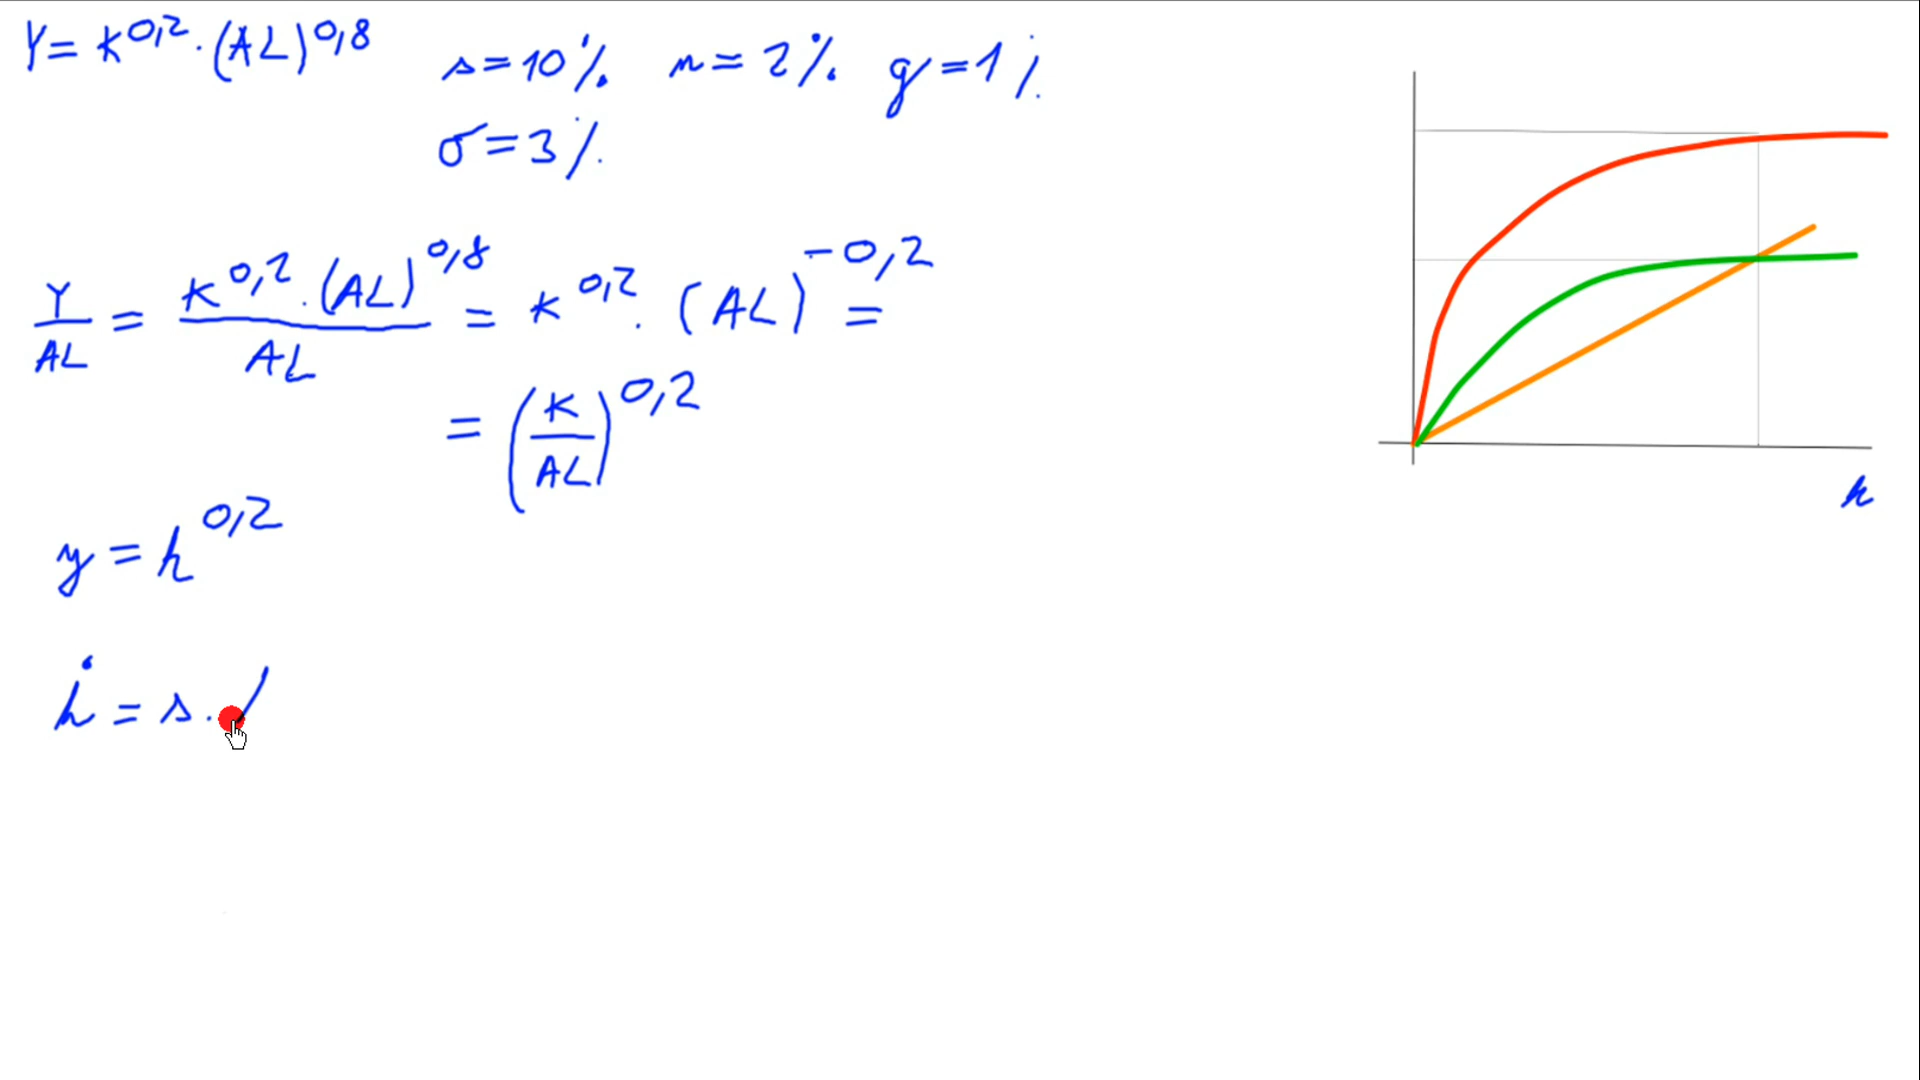 Y = K^0,2 · (AL)^0,8
s = 10% n = 2% g = 1%
σ = 3%
Y/AL = K^0,2 · (AL)^0,8 / AL = K^0,2 · (AL)^-0,2 =
= (K/AL)^0,2
y = k^0,2
k̇ = s · /
k